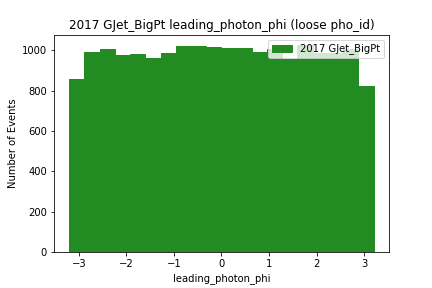 2017 GJet_BigPt leading_photon_phi (loose pho_id)
2017 GJet_BigPt
1000
800
600
400
200
0
Number of Events
−3 −2 −1 0 1 2 3
leading_photon_phi